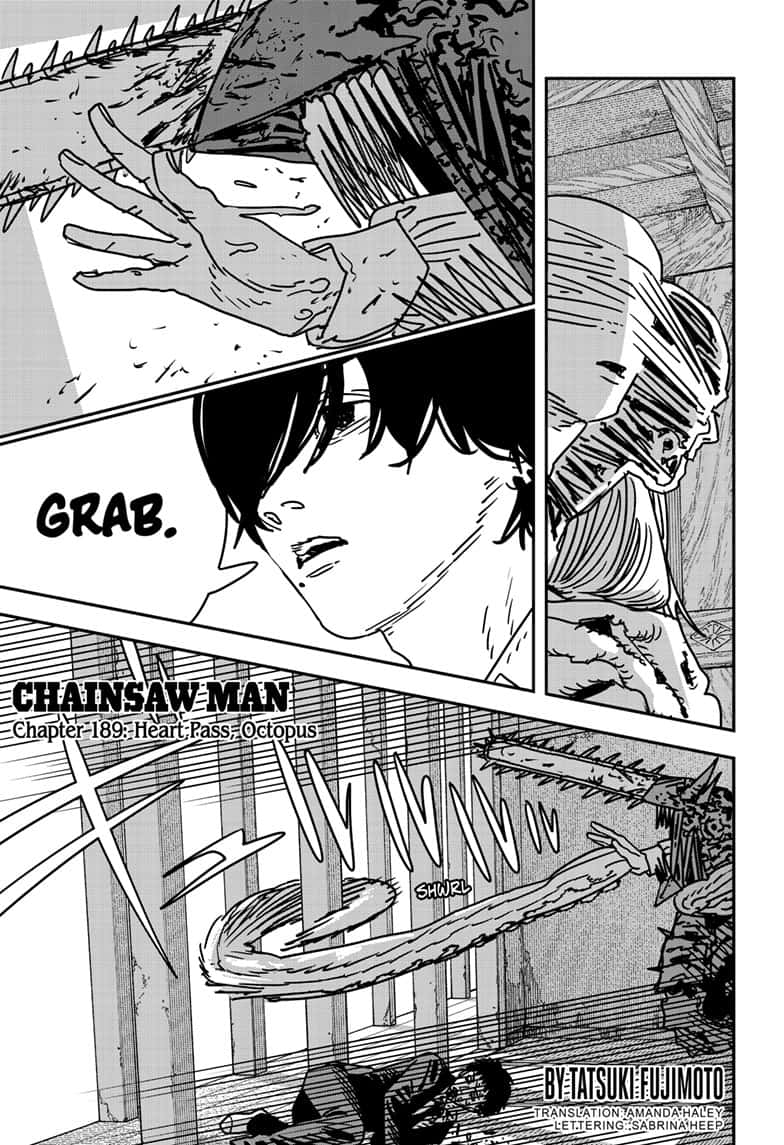 GRAB.
CHAINSAW MAN
Chapter 189: Heart Pass, Octopus
SHWRL
BY TATSUKI FUJIMOTO
TRANSLATION: AMANDA HALEY
LETTERING: SABRINA HEEP